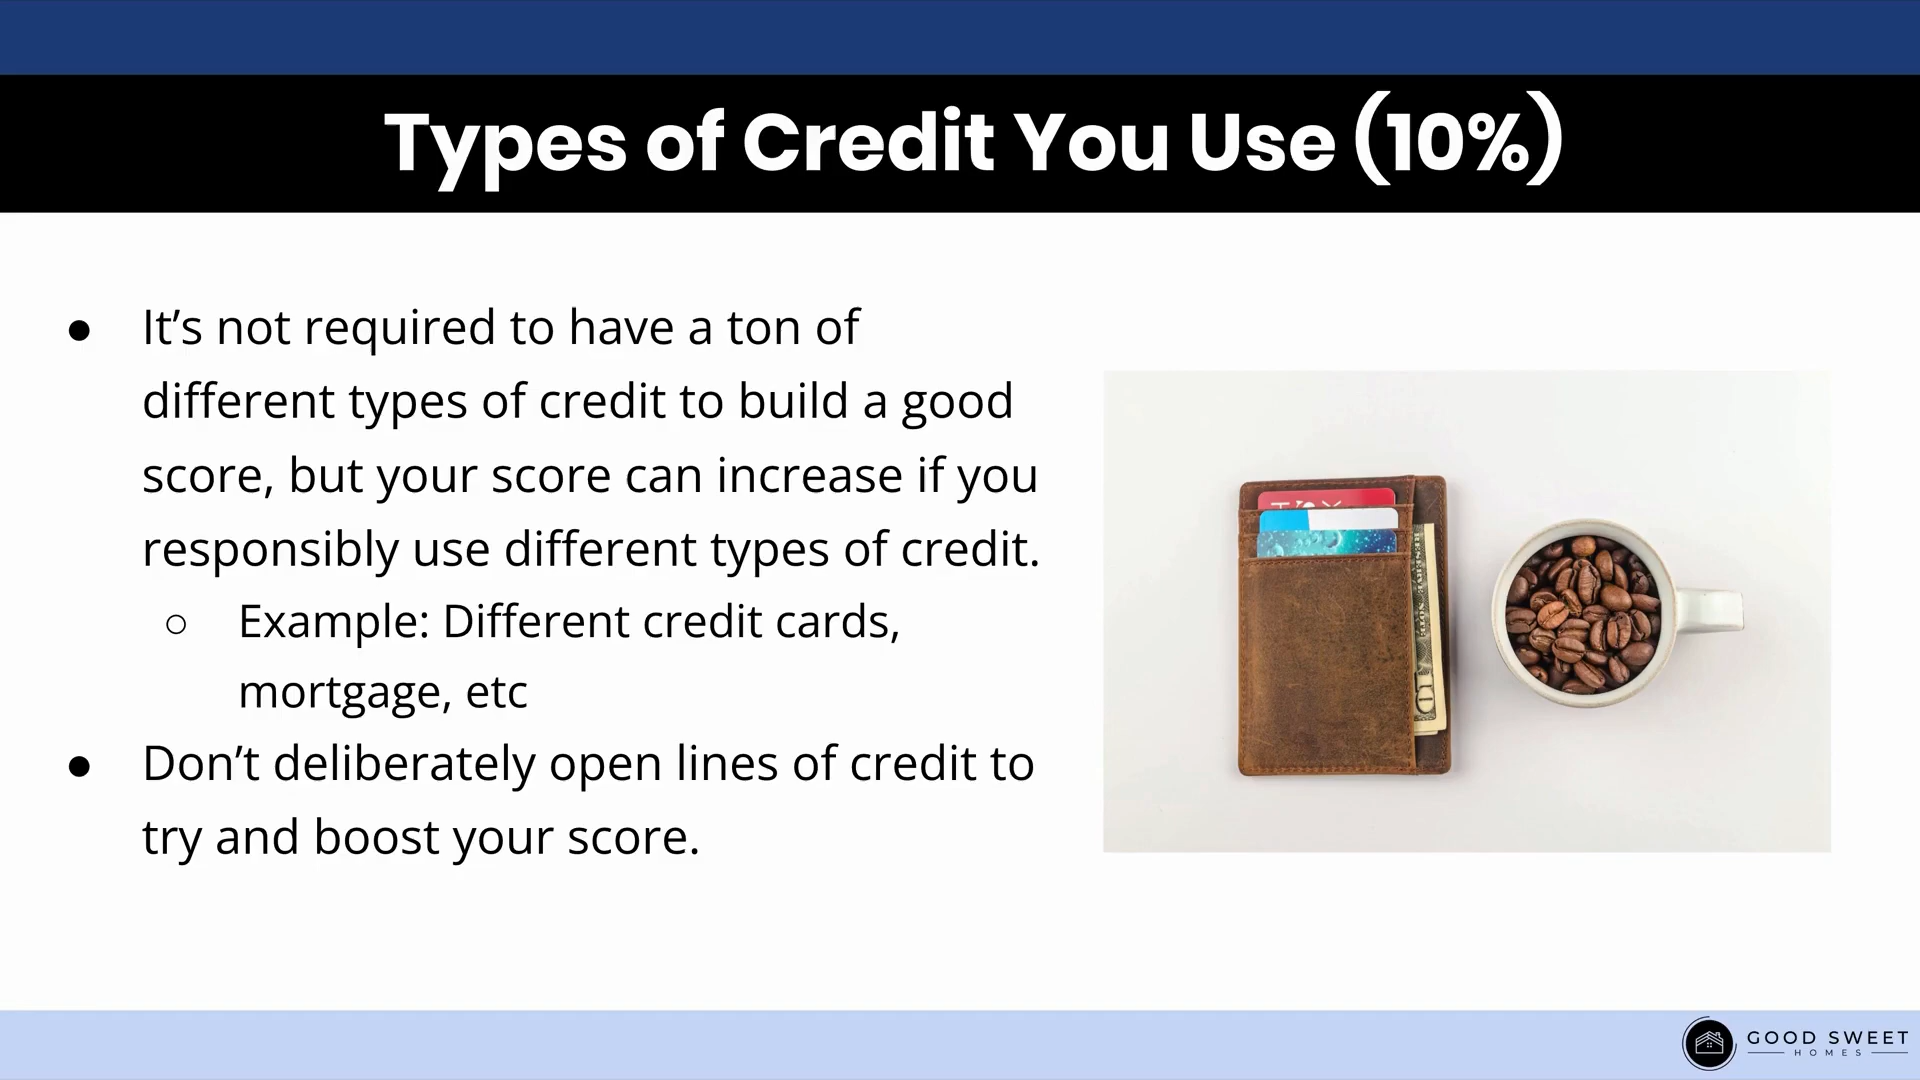 Types of Credit You Use (10%)
● It’s not required to have a ton of
different types of credit to build a good
score, but your score can increase if you
responsibly use different types of credit.
○ Example: Different credit cards,
mortgage, etc
● Don’t deliberately open lines of credit to
try and boost your score.
GOOD SWEET
HOMES